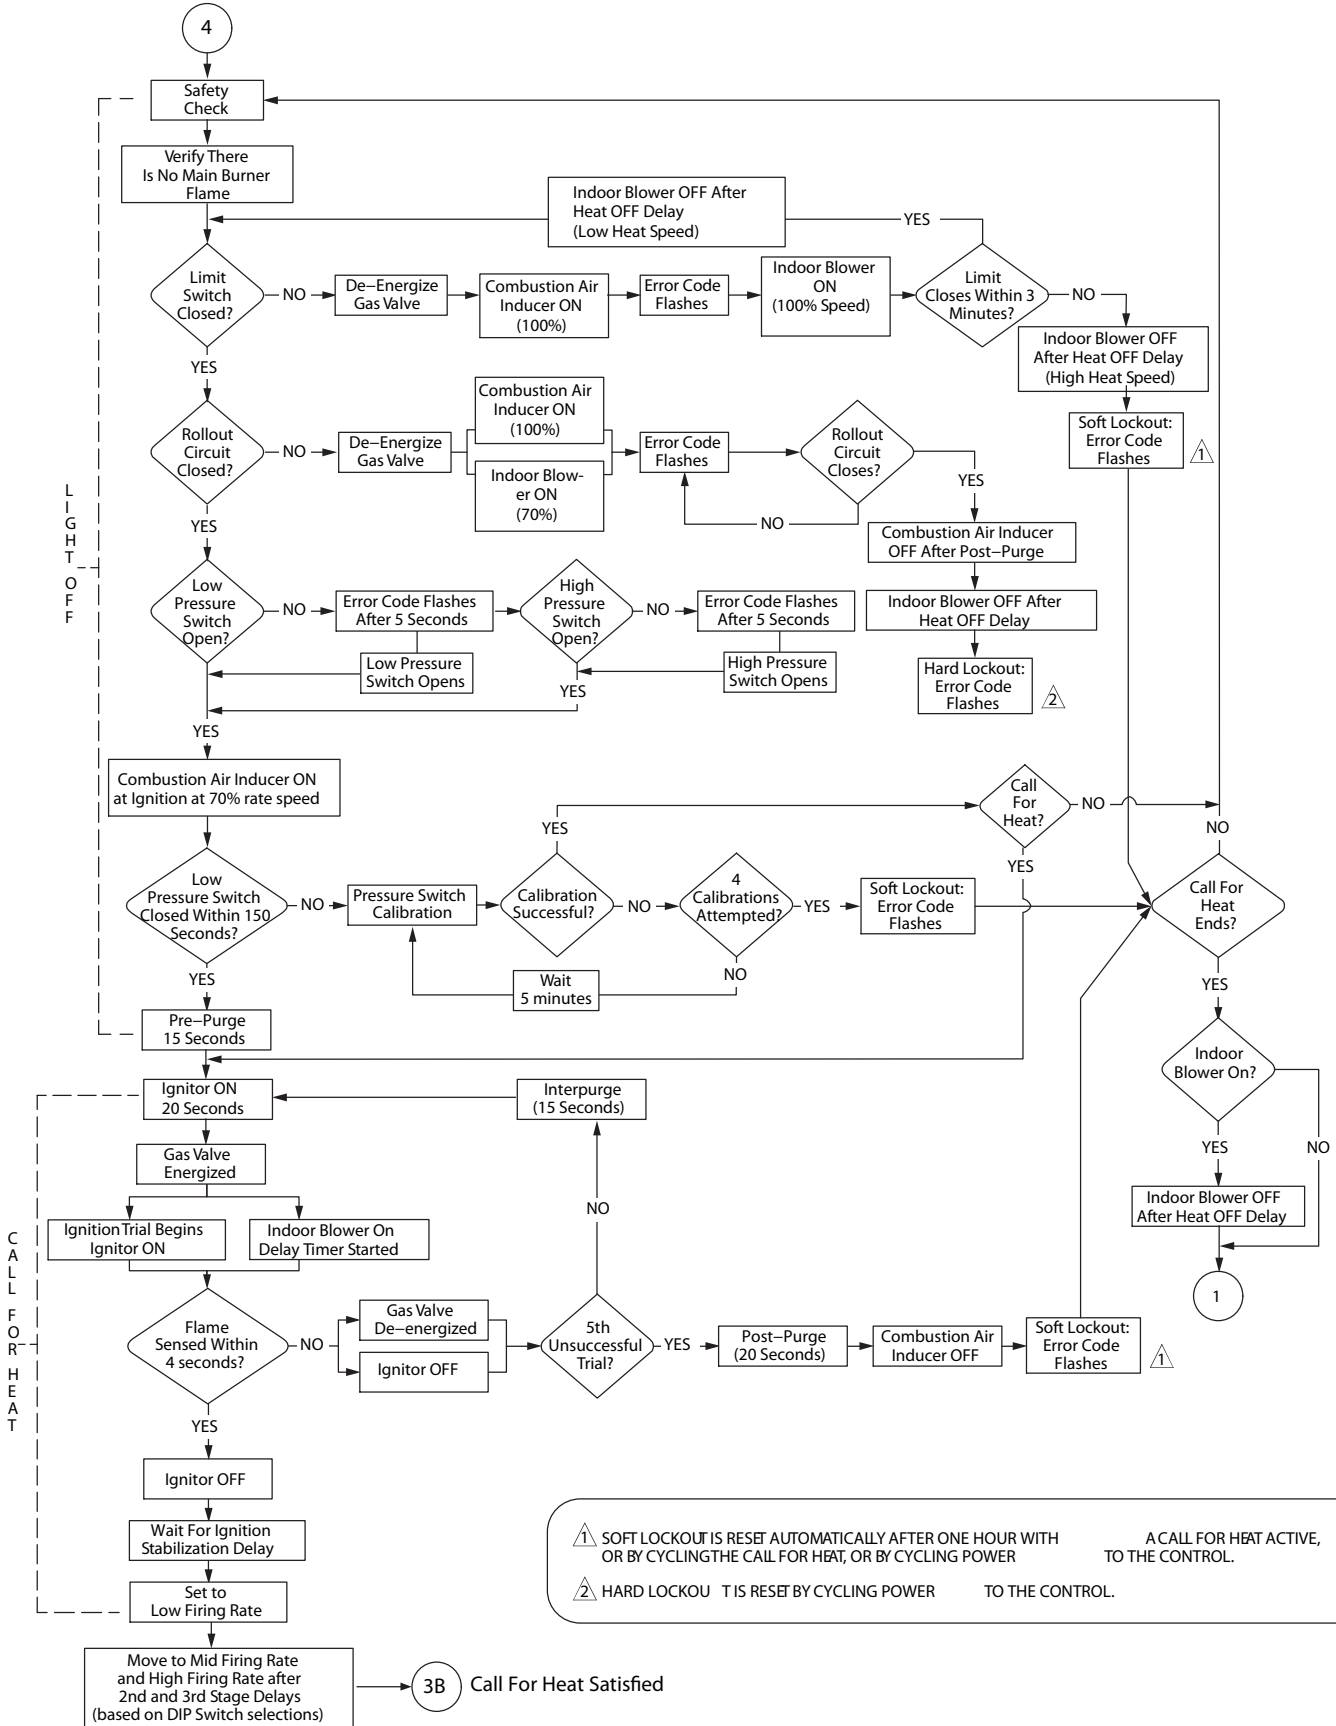 4
Safety
Check
Verify There
Is No Main Burner
Flame
Indoor Blower OFF After
Heat OFF Delay
(Low Heat Speed)
YES
Limit
Switch
Closed?
NO
De–Energize
Gas Valve
Combustion Air
Inducer ON
(100%)
Error Code
Flashes
Indoor Blower
ON
(100% Speed)
Limit
Closes Within 3
Minutes?
NO
Indoor Blower OFF
After Heat OFF Delay
(High Heat Speed)
Soft Lockout:
Error Code
Flashes
1
YES
Rollout
Circuit
Closed?
NO
De–Energize
Gas Valve
Combustion Air
Inducer ON
(100%)
Indoor Blow-
er ON
(70%)
Error Code
Flashes
Rollout
Circuit
Closes?
NO
YES
Combustion Air Inducer
OFF After Post–Purge
Indoor Blower OFF After
Heat OFF Delay
Hard Lockout:
Error Code
Flashes
2
YES
Low
Pressure
Switch
Open?
NO
Error Code Flashes
After 5 Seconds
Low Pressure
Switch Opens
High
Pressure
Switch
Open?
NO
Error Code Flashes
After 5 Seconds
High Pressure
Switch Opens
YES
YES
LIGHT OFF
Combustion Air Inducer ON
at Ignition at 70% rate speed
Low
Pressure Switch
Closed Within 150
Seconds?
NO
Pressure Switch
Calibration
Calibration
Successful?
YES
NO
4
Calibrations
Attempted?
YES
NO
Wait
5 minutes
Soft Lockout:
Error Code
Flashes
Call
For
Heat?
NO
YES
NO
Call For
Heat
Ends?
YES
Indoor
Blower On?
YES
NO
Indoor Blower OFF
After Heat OFF Delay
1
YES
Pre–Purge
15 Seconds
Ignitor ON
20 Seconds
Interpurge
(15 Seconds)
Gas Valve
Energized
Ignition Trial Begins
Ignitor ON
Indoor Blower On
Delay Timer Started
NO
CALL FOR HEAT
Flame
Sensed Within
4 seconds?
NO
Gas Valve
De–energized
Ignitor OFF
5th
Unsuccessful
Trial?
YES
Post–Purge
(20 Seconds)
Combustion Air
Inducer OFF
Soft Lockout:
Error Code
Flashes
1
YES
Ignitor OFF
Wait For Ignition
Stabilization Delay
Set to
Low Firing Rate
Move to Mid Firing Rate
and High Firing Rate after
2nd and 3rd Stage Delays
(based on DIP Switch selections)
3B
Call For Heat Satisfied
1 SOFT LOCKOUT IS RESET AUTOMATICALLY AFTER ONE HOUR WITH A CALL FOR HEAT ACTIVE,
OR BY CYCLING THE CALL FOR HEAT, OR BY CYCLING POWER TO THE CONTROL.
2 HARD LOCKOU T IS RESET BY CYCLING POWER TO THE CONTROL.